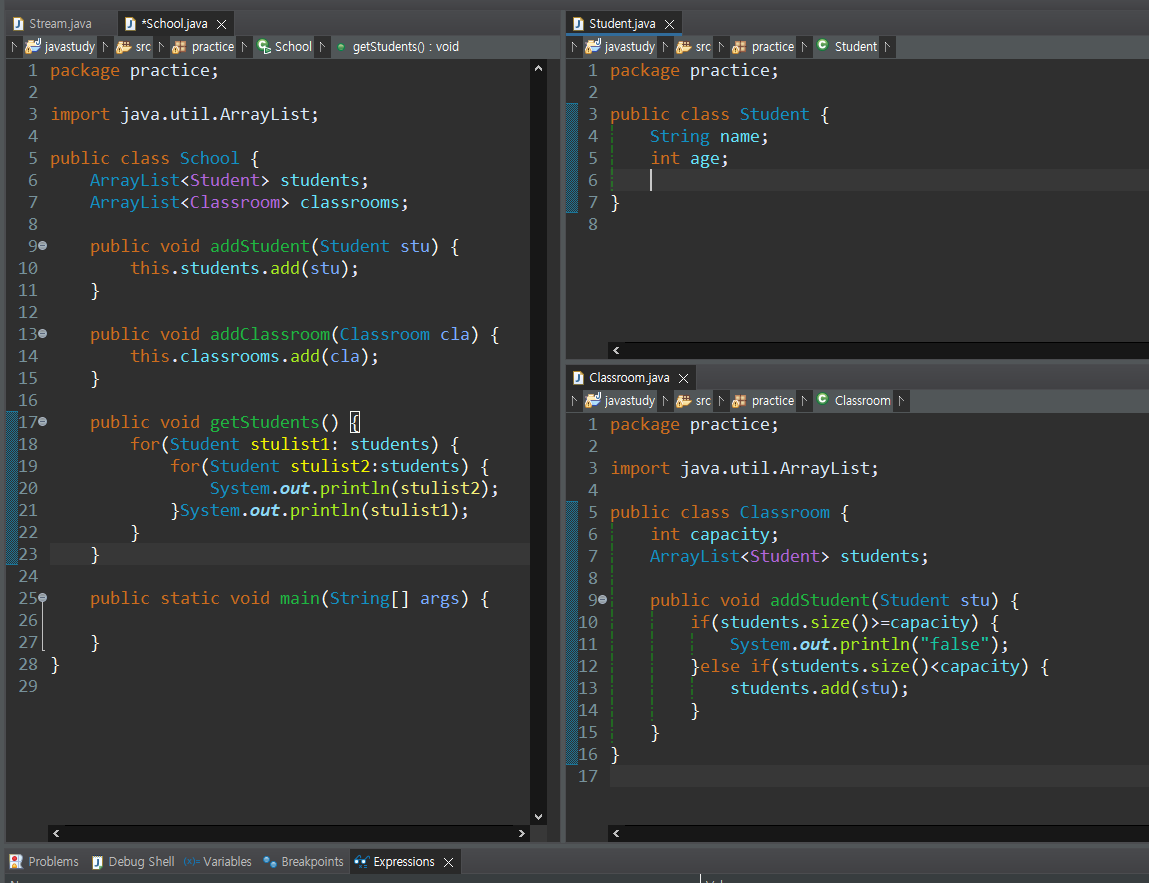 Stream.java
*School.java
javastudy src practice School getStudents() : void
1 package practice;
2
3 import java.util.ArrayList;
4
5 public class School {
6     ArrayList<Student> students;
7     ArrayList<Classroom> classrooms;
8
9     public void addStudent(Student stu) {
10         this.students.add(stu);
11     }
12
13     public void addClassroom(Classroom cla) {
14         this.classrooms.add(cla);
15     }
16
17     public void getStudents() {
18         for(Student stulist1: students) {
19             for(Student stulist2:students) {
20                 System.out.println(stulist2);
21             }System.out.println(stulist1);
22         }
23     }
24
25     public static void main(String[] args) {
26
27     }
28 }
29
Student.java
javastudy src practice Student
1 package practice;
2
3 public class Student {
4     String name;
5     int age;
6
7 }
8
Classroom.java
javastudy src practice Classroom
1 package practice;
2
3 import java.util.ArrayList;
4
5 public class Classroom {
6     int capacity;
7     ArrayList<Student> students;
8
9     public void addStudent(Student stu) {
10         if(students.size()>=capacity) {
11             System.out.println("false");
12         }else if(students.size()<capacity) {
13             students.add(stu);
14         }
15     }
16 }
17
Problems Debug Shell (x)= Variables Breakpoints Expressions